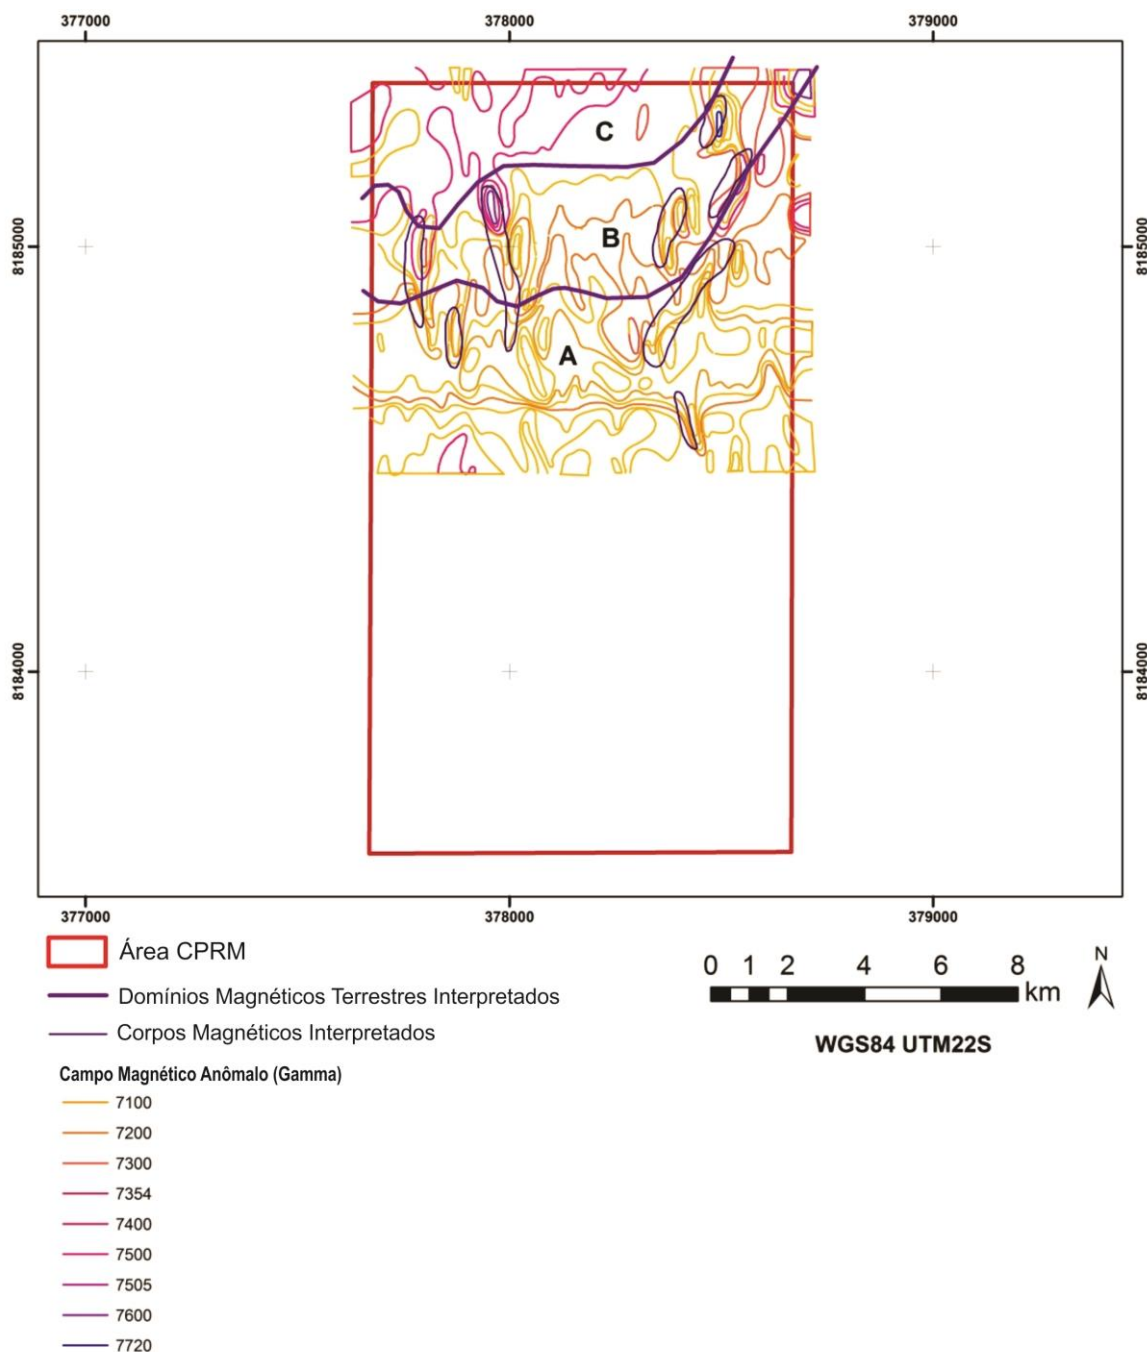 377000 378000 379000
C
B
8185000 8185000
A
8184000 8184000
377000 378000 379000
Área CPRM
Domínios Magnéticos Terrestres Interpretados
Corpos Magnéticos Interpretados
0 1 2 4 6 8 km
N
WGS84 UTM22S
Campo Magnético Anômalo (Gamma)
7100
7200
7300
7354
7400
7500
7505
7600
7720